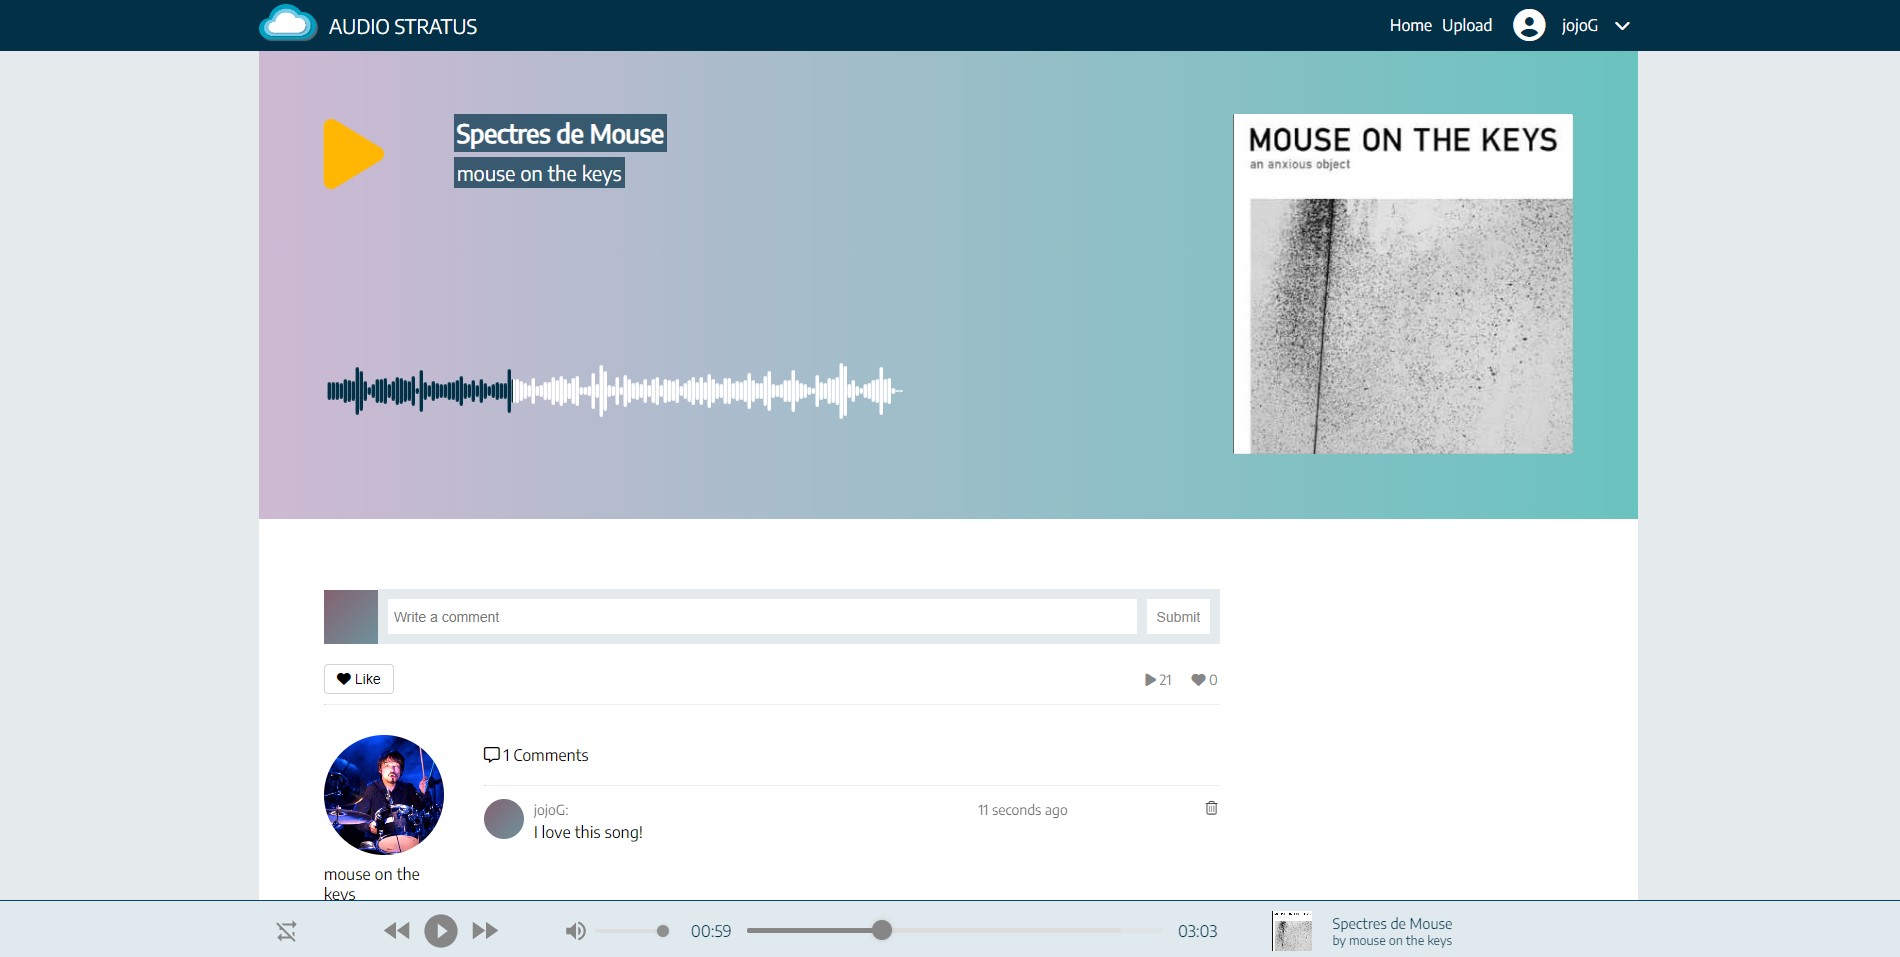 AUDIO STRATUS
Home Upload jojoG
Spectres de Mouse
mouse on the keys
MOUSE ON THE KEYS
an anxious object
Write a comment
Submit
Like
21 0
1 Comments
jojoG:
11 seconds ago
I love this song!
mouse on the
keys
00:59
03:03
Spectres de Mouse
by mouse on the keys